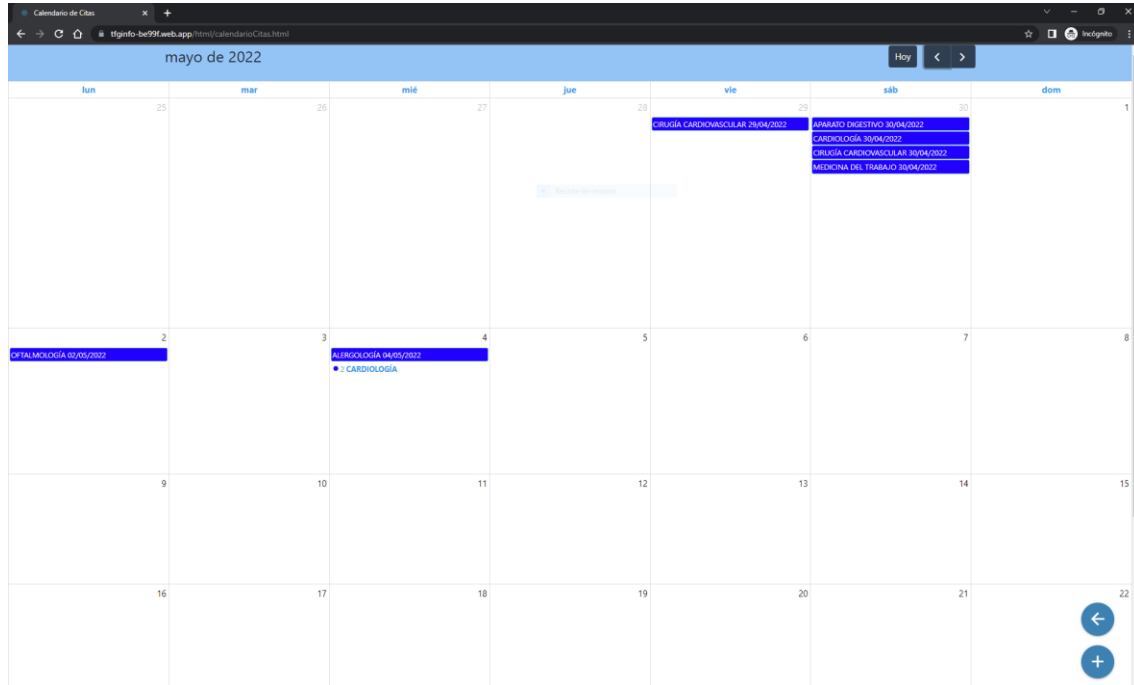 Calendario de Citas
tfginfo-be99f.web.app/html/calendarioCitas.html
Incógnito
mayo de 2022
Hoy
lun mar mié jue vie sáb dom
25 26 27 28 29 30 1
CIRUGÍA CARDIOVASCULAR 29/04/2022
APARATO DIGESTIVO 30/04/2022
CARDIOLOGÍA 30/04/2022
CIRUGÍA CARDIOVASCULAR 30/04/2022
MEDICINA DEL TRABAJO 30/04/2022
2 3 4 5 6 7 8
OFTALMOLOGÍA 02/05/2022
ALERGOLOGÍA 04/05/2022
2 CARDIOLOGÍA
9 10 11 12 13 14 15
16 17 18 19 20 21 22